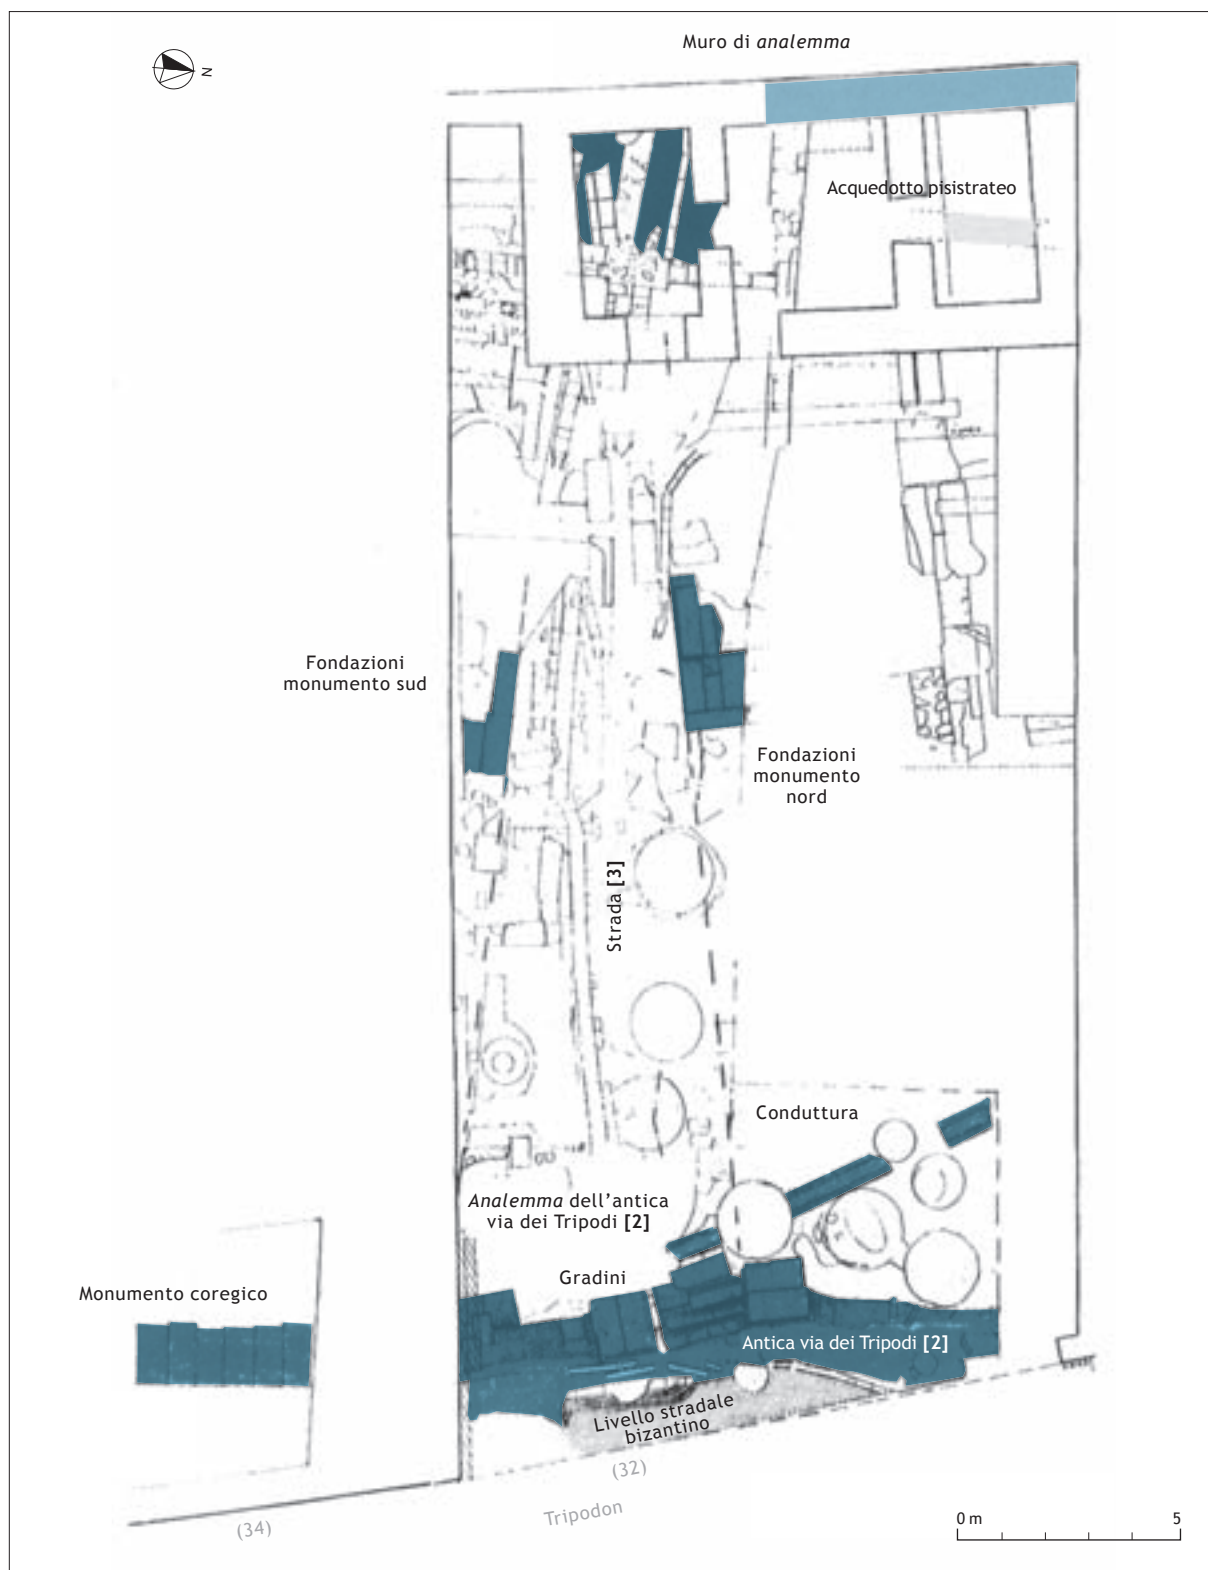 Muro di analemma
N
Acquedotto pisistrateo
Fondazioni
monumento sud
Fondazioni
monumento
nord
Strada [3]
Conduttura
Analemma dell’antica
via dei Tripodi [2]
Gradini
Monumento coregico
Antica via dei Tripodi [2]
Livello stradale
bizantino
(32)
Tripodon
(34)
0 m 5